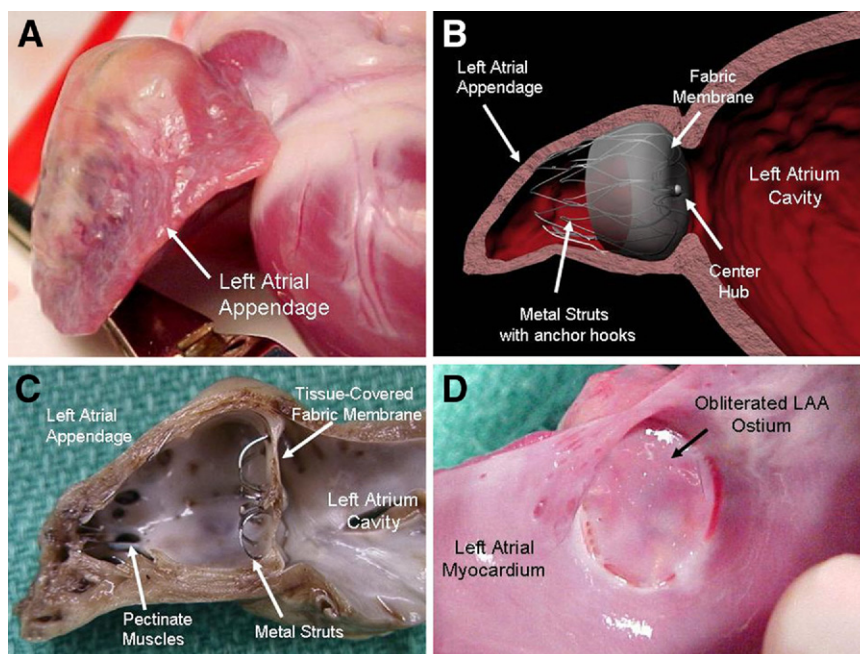 A
Left Atrial
Appendage
B
Left Atrial
Appendage
Fabric
Membrane
Left Atrium
Cavity
Center
Hub
Metal Struts
with anchor hooks
C
Left Atrial
Appendage
Tissue-Covered
Fabric Membrane
Left Atrium
Cavity
Pectinate
Muscles
Metal Struts
D
Obliterated LAA
Ostium
Left Atrial
Myocardium